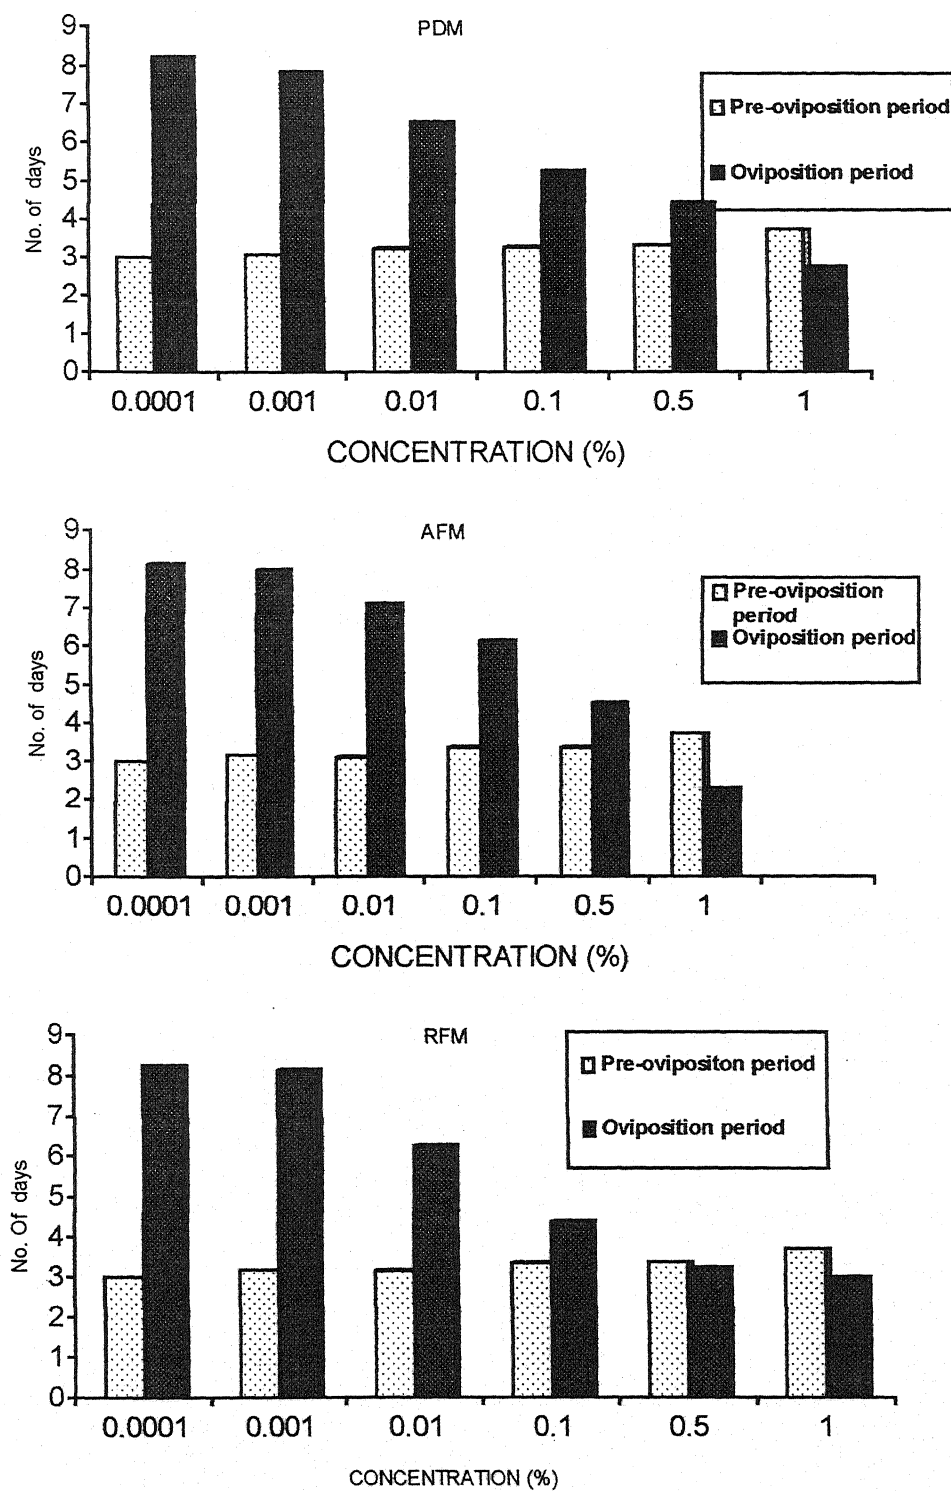 PDM
9
8
7
6
5
4
3
2
1
0
No. of days
Pre-oviposition period
Oviposition period
0.0001 0.001 0.01 0.1 0.5 1
CONCENTRATION (%)
AFM
9
8
7
6
5
4
3
2
1
0
No. of days
Pre-oviposition
period
Oviposition period
0.0001 0.001 0.01 0.1 0.5 1
CONCENTRATION (%)
RFM
9
8
7
6
5
4
3
2
1
0
No. Of days
Pre-ovipositon period
Oviposition period
0.0001 0.001 0.01 0.1 0.5 1
CONCENTRATION (%)